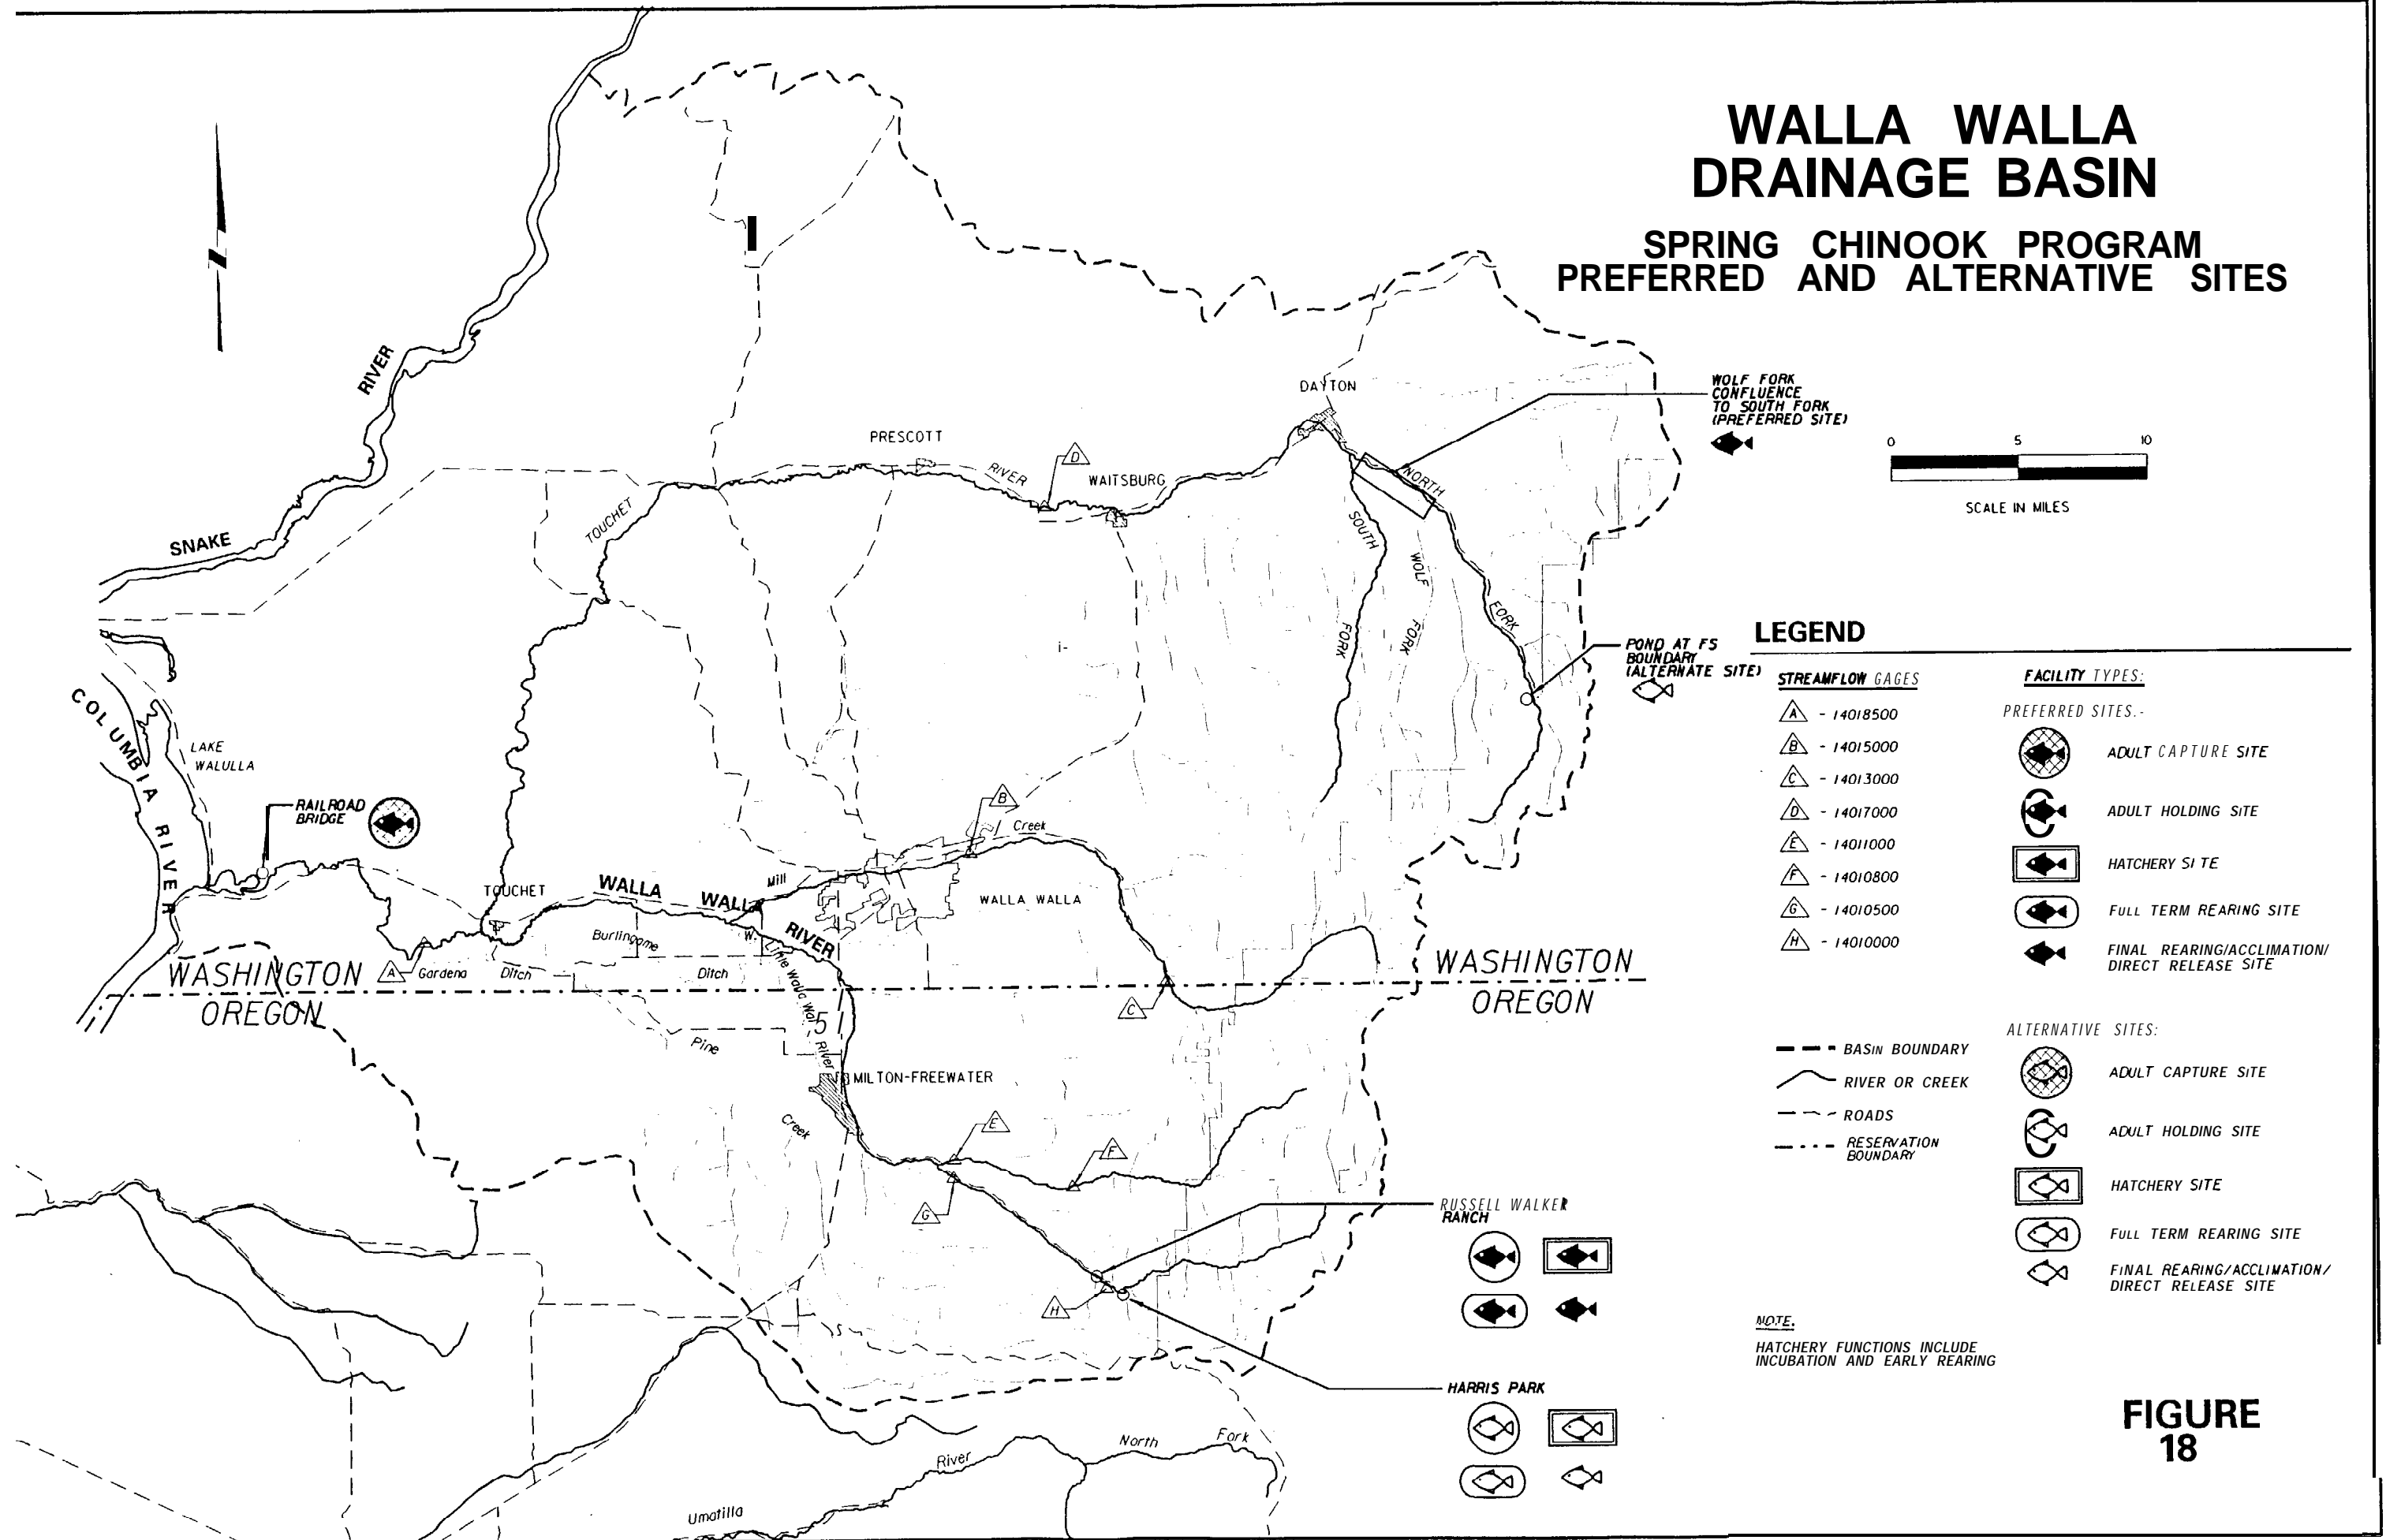 WALLA WALLA
DRAINAGE BASIN
SPRING CHINOOK PROGRAM
PREFERRED AND ALTERNATIVE SITES
N
SNAKE
RIVER
DAYTON
WOLF FORK
CONFLUENCE
TO SOUTH FORK
(PREFERRED SITE)
0 5 10
SCALE IN MILES
PRESCOTT
TOUCHET
RIVER
D
WAITSBURG
NORTH
FORK
SOUTH
FORK
WOLF
FORK
POND AT FS
BOUNDARY
(ALTERNATE SITE)
COLUMBIA RIVER
LAKE
WALULLA
RAILROAD
BRIDGE
B
Creek
Mill
TOUCHET
WALLA WALLA
RIVER
WALLA WALLA
Burlingame
Ditch
W.
Little Walla Walla River
A
Gardena
Ditch
WASHINGTON
OREGON
WASHINGTON
OREGON
C
5
Pine
Creek
MILTON-FREEWATER
E
F
G
H
RUSSELL WALKER
RANCH
HARRIS PARK
North Fork
River
Umatilla
LEGEND
STREAMFLOW GAGES
A - 14018500
B - 14015000
C - 14013000
D - 14017000
E - 14011000
F - 14010800
G - 14010500
H - 14010000
BASIN BOUNDARY
RIVER OR CREEK
ROADS
RESERVATION
BOUNDARY
FACILITY TYPES:
PREFERRED SITES.-
ADULT CAPTURE SITE
ADULT HOLDING SITE
HATCHERY SITE
FULL TERM REARING SITE
FINAL REARING/ACCLIMATION/
DIRECT RELEASE SITE
ALTERNATIVE SITES:
ADULT CAPTURE SITE
ADULT HOLDING SITE
HATCHERY SITE
FULL TERM REARING SITE
FINAL REARING/ACCLIMATION/
DIRECT RELEASE SITE
NOTE.
HATCHERY FUNCTIONS INCLUDE
INCUBATION AND EARLY REARING
FIGURE
18